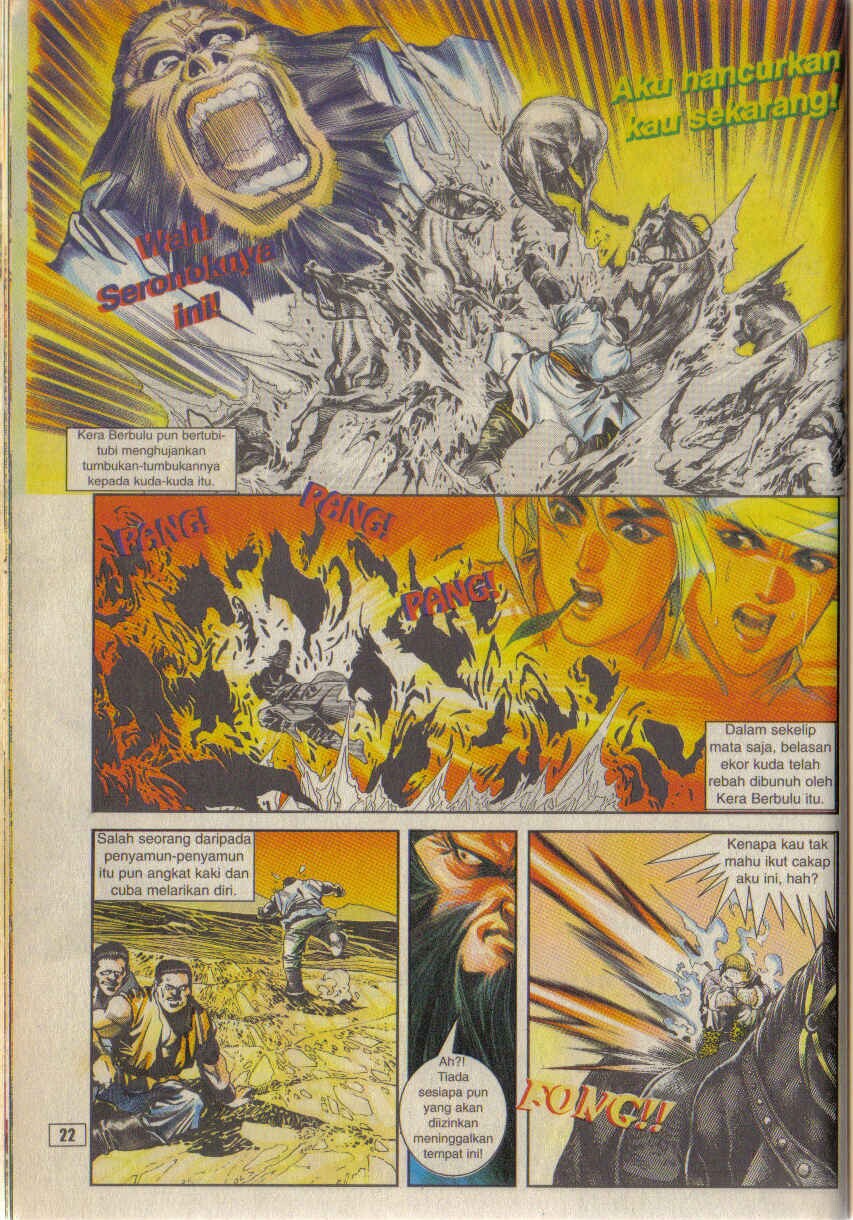 Aku hancurkan
kau sekarang!
Wah!
Seronoknya
ini!
Kera Berbulu pun bertubi-
tubi menghujankan
tumbukan-tumbukannya
kepada kuda-kuda itu.
PANG!
PANG!
PANG!
Dalam sekelip
mata saja, belasan
ekor kuda telah
rebah dibunuh oleh
Kera Berbulu itu.
Salah seorang daripada
penyamun-penyamun
itu pun angkat kaki dan
cuba melarikan diri.
Ah?!
Tiada
sesiapa pun
yang akan
diizinkan
meninggalkan
tempat ini!
Kenapa kau tak
mahu ikut cakap
aku ini, hah?
PONG!!
22